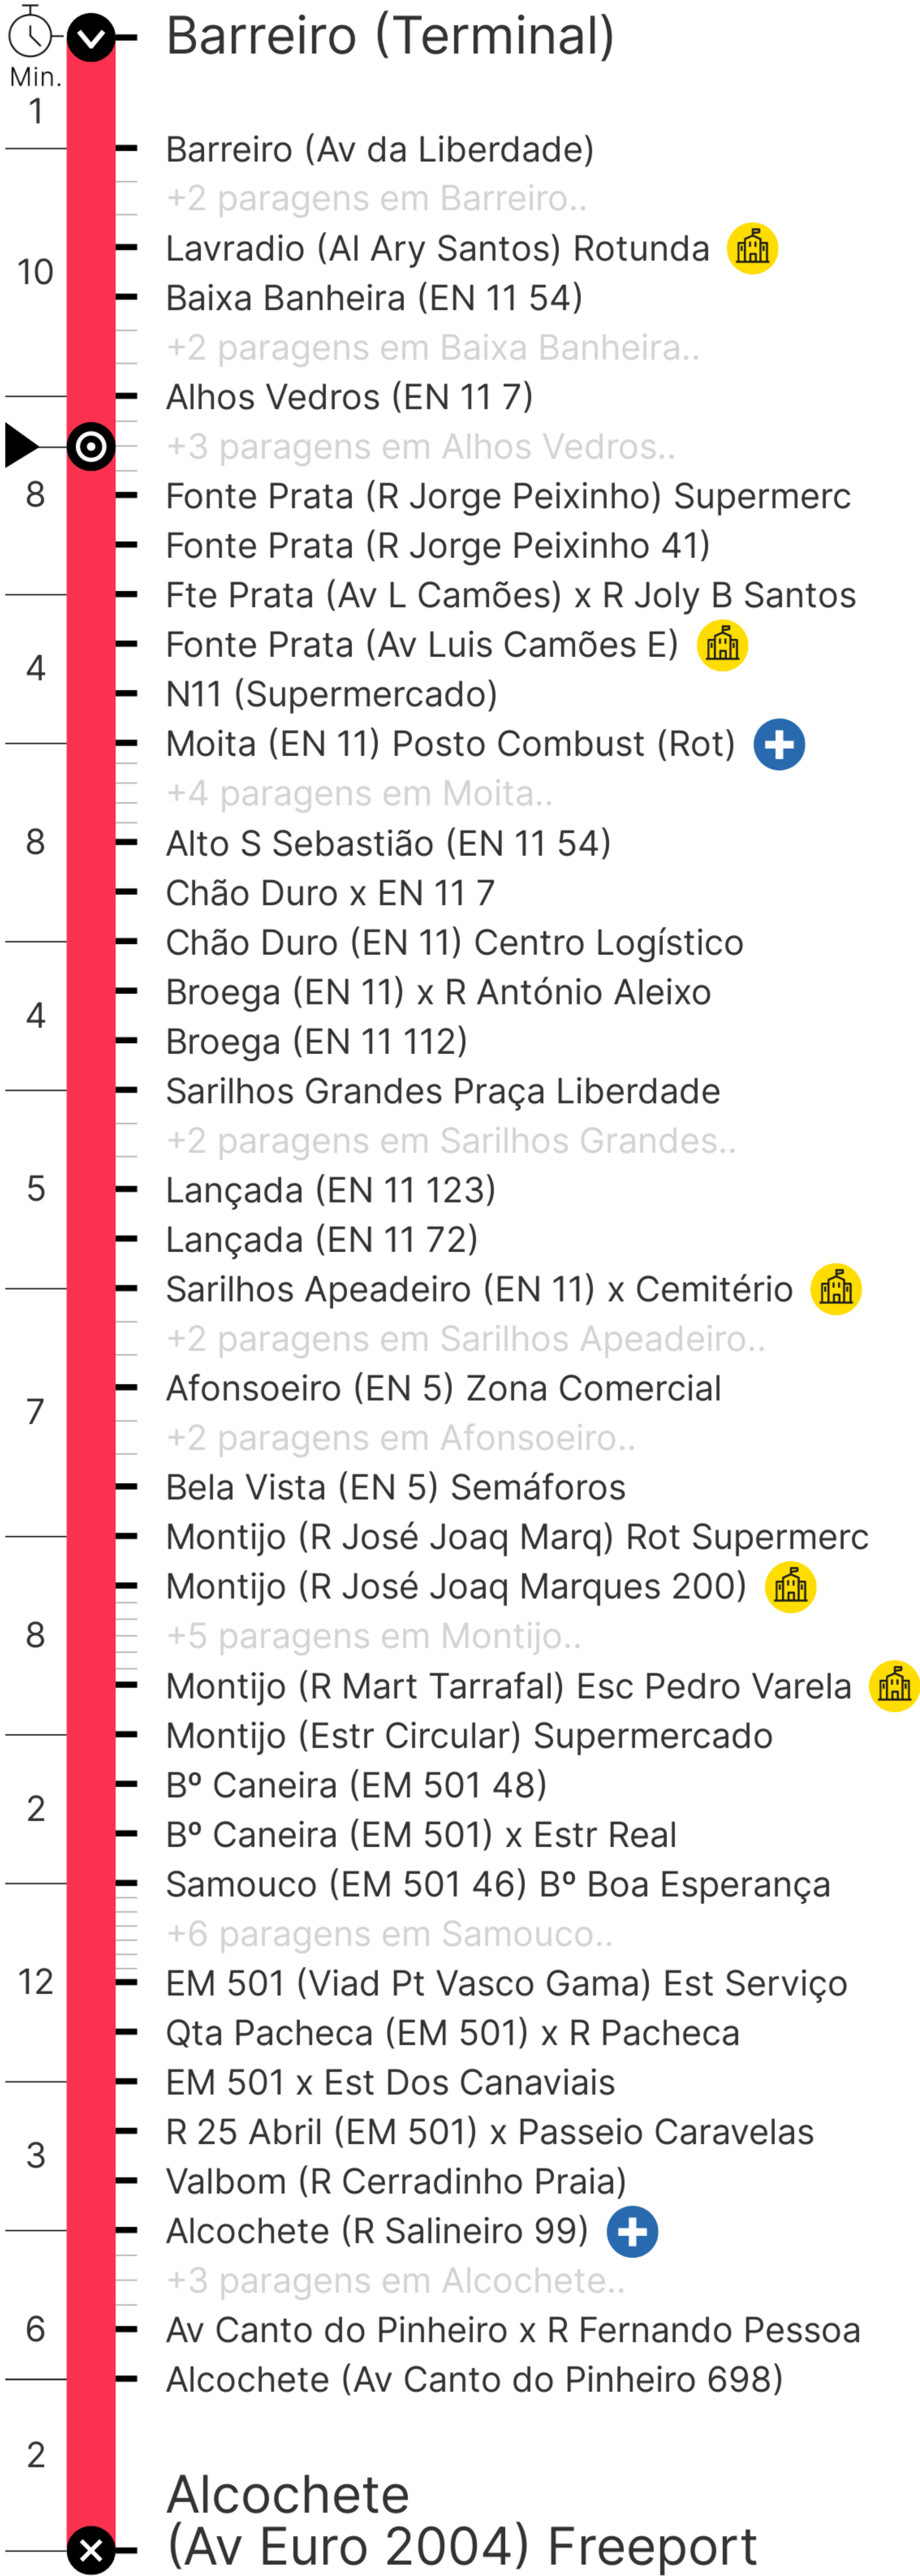 Barreiro (Terminal)
Min.
1
Barreiro (Av da Liberdade)
+2 paragens em Barreiro..
Lavradio (Al Ary Santos) Rotunda
10
Baixa Banheira (EN 11 54)
+2 paragens em Baixa Banheira..
Alhos Vedros (EN 11 7)
+3 paragens em Alhos Vedros..
8
Fonte Prata (R Jorge Peixinho) Supermerc
Fonte Prata (R Jorge Peixinho 41)
Fte Prata (Av L Camões) x R Joly B Santos
Fonte Prata (Av Luis Camões E)
4
N11 (Supermercado)
Moita (EN 11) Posto Combust (Rot)
+4 paragens em Moita..
8
Alto S Sebastião (EN 11 54)
Chão Duro x EN 11 7
Chão Duro (EN 11) Centro Logístico
Broega (EN 11) x R António Aleixo
4
Broega (EN 11 112)
Sarilhos Grandes Praça Liberdade
+2 paragens em Sarilhos Grandes..
5
Lançada (EN 11 123)
Lançada (EN 11 72)
Sarilhos Apeadeiro (EN 11) x Cemitério
+2 paragens em Sarilhos Apeadeiro..
Afonsoeiro (EN 5) Zona Comercial
7
+2 paragens em Afonsoeiro..
Bela Vista (EN 5) Semáforos
Montijo (R José Joaq Marq) Rot Supermerc
Montijo (R José Joaq Marques 200)
8
+5 paragens em Montijo..
Montijo (R Mart Tarrafal) Esc Pedro Varela
Montijo (Estr Circular) Supermercado
Bº Caneira (EM 501 48)
2
Bº Caneira (EM 501) x Estr Real
Samouco (EM 501 46) Bº Boa Esperança
+6 paragens em Samouco..
12
EM 501 (Viad Pt Vasco Gama) Est Serviço
Qta Pacheca (EM 501) x R Pacheca
EM 501 x Est Dos Canaviais
R 25 Abril (EM 501) x Passeio Caravelas
3
Valbom (R Cerradinho Praia)
Alcochete (R Salineiro 99)
+3 paragens em Alcochete..
6
Av Canto do Pinheiro x R Fernando Pessoa
Alcochete (Av Canto do Pinheiro 698)
2
Alcochete
(Av Euro 2004) Freeport